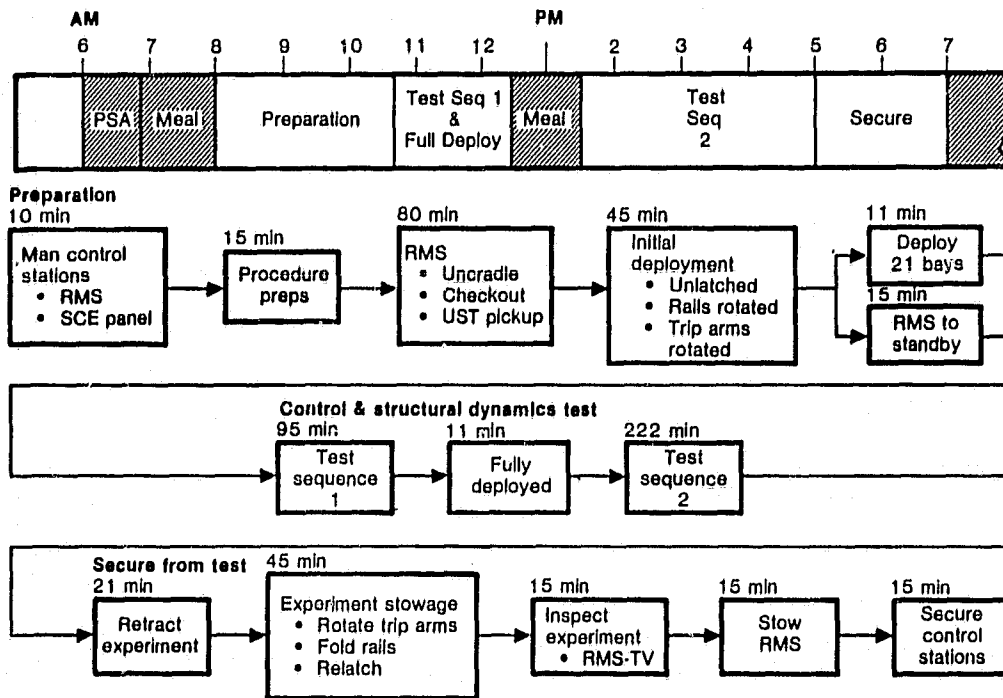 AM
PM
6 7 8 9 10 11 12 2 3 4 5 6 7
PSA
Meal
Preparation
Test Seq 1
&
Full Deploy
Meal
Test
Seq
2
Secure
Preparation
10 min
Man control
stations
• RMS
• SCE panel
15 min
Procedure
preps
80 min
RMS
• Uncradle
• Checkout
• UST pickup
45 min
Initial
deployment
• Unlatched
• Rails rotated
• Trip arms
rotated
11 min
Deploy
21 bays
15 min
RMS to
standby
Control & structural dynamics test
95 min
Test
sequence
1
11 min
Fully
deployed
222 min
Test
sequence
2
Secure from test
21 min
Retract
experiment
45 min
Experiment stowage
• Rotate trip arms
• Fold rails
• Relatch
15 min
Inspect
experiment
• RMS-TV
15 min
Stow
RMS
15 min
Secure
control
stations